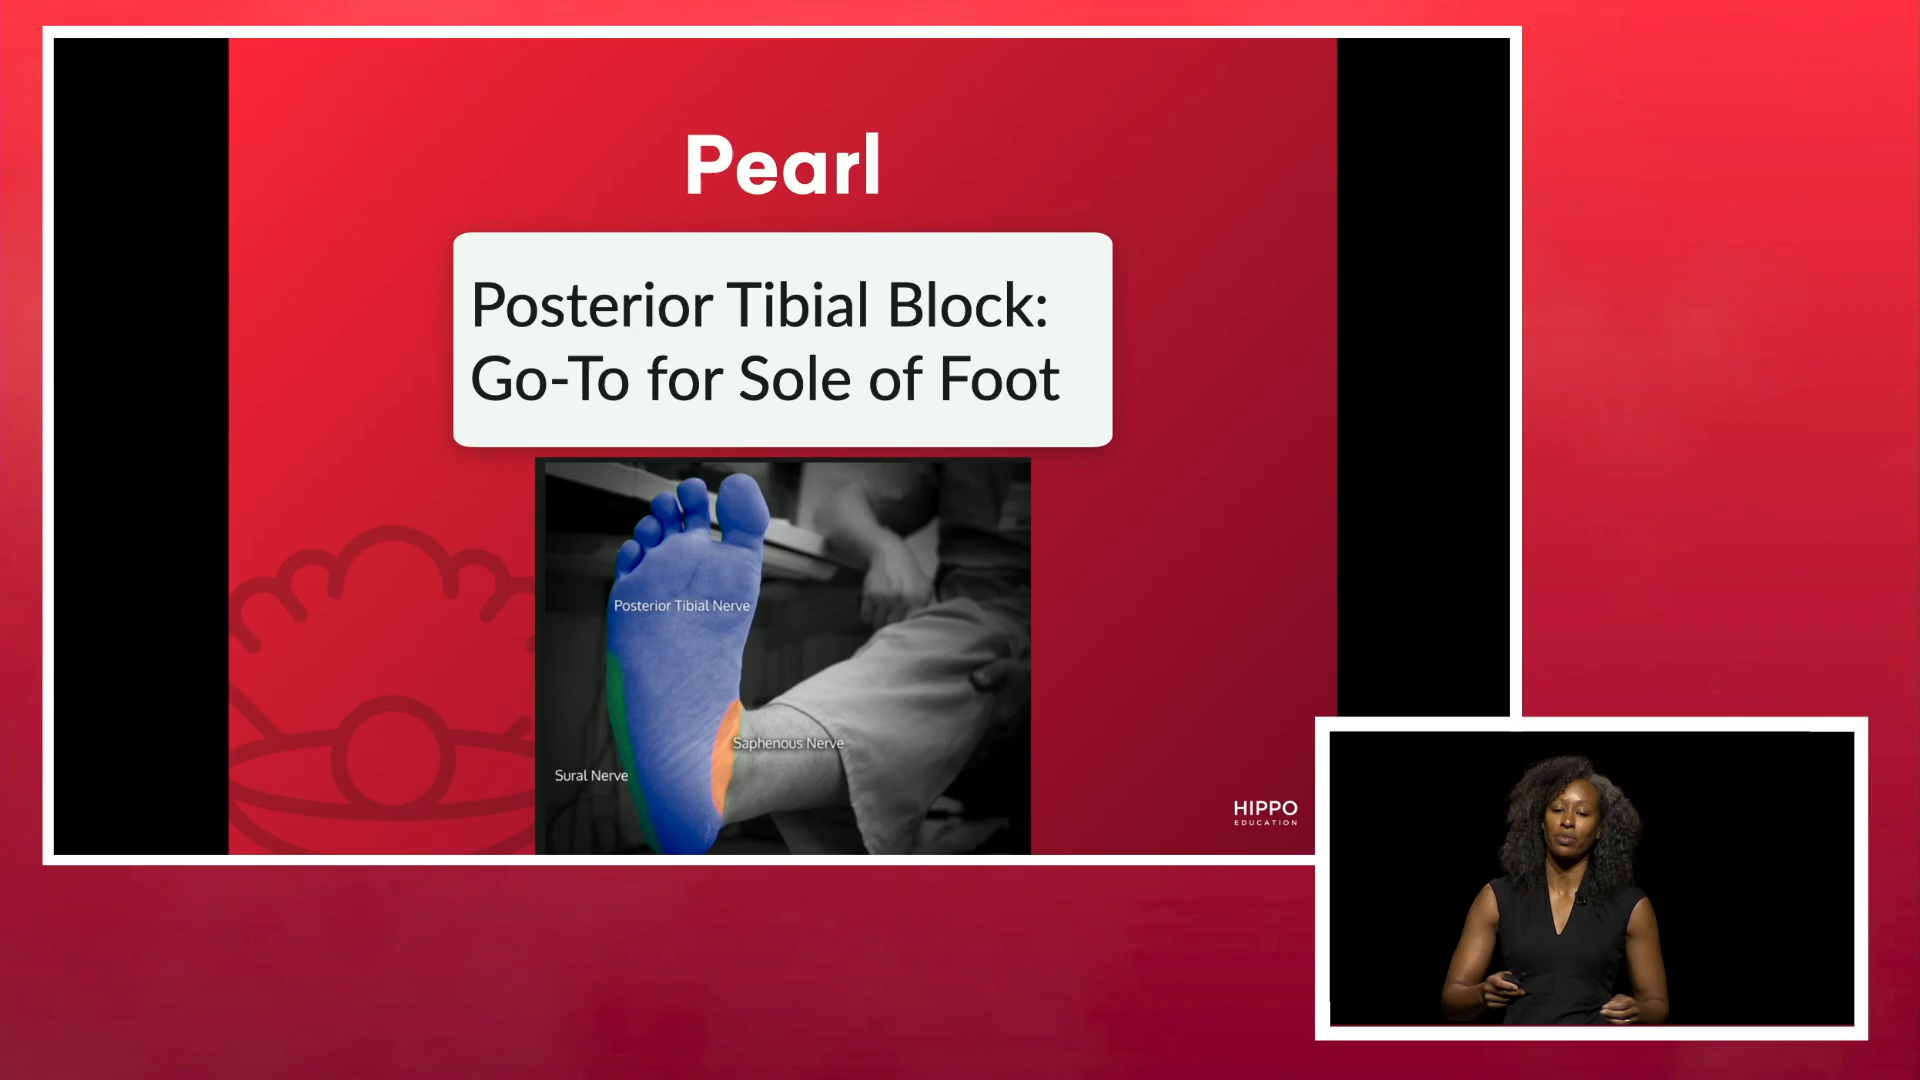 Pearl
Posterior Tibial Block:
Go-To for Sole of Foot
Posterior Tibial Nerve
Saphenous Nerve
Sural Nerve
HIPPO
EDUCATION